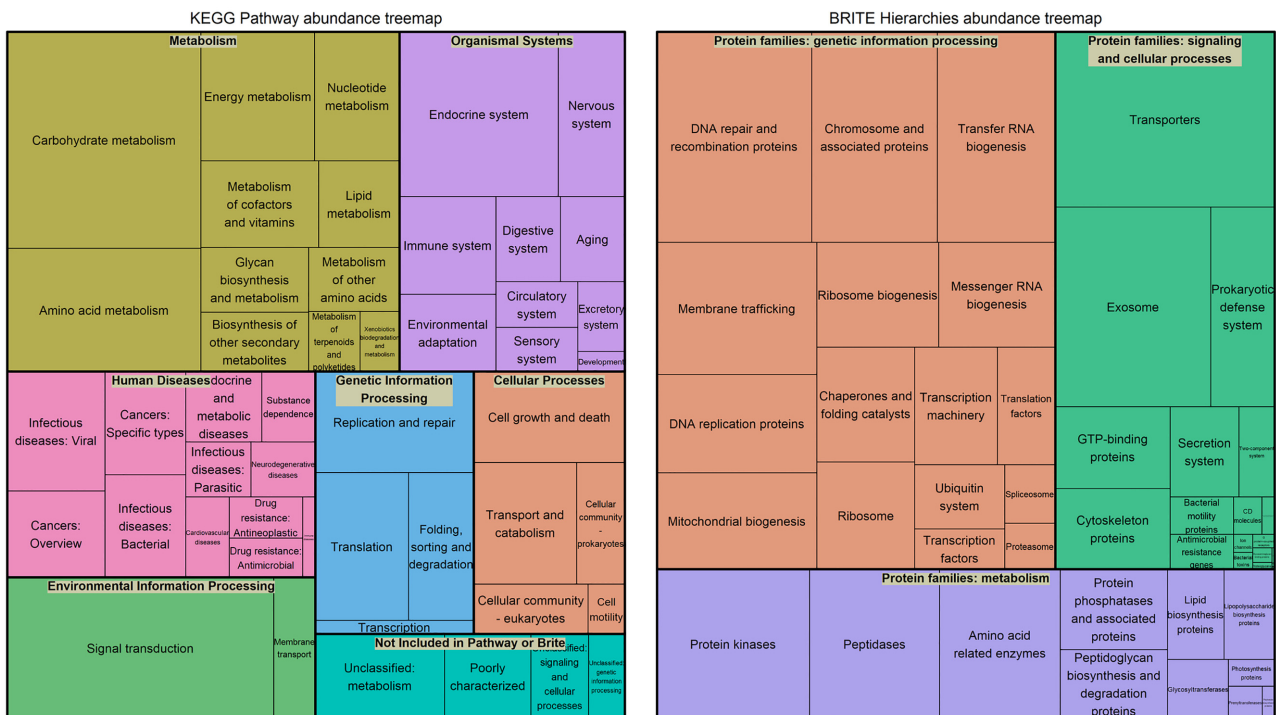 KEGG Pathway abundance treemap
Metabolism
Carbohydrate metabolism
Energy metabolism
Nucleotide
metabolism
Metabolism
of cofactors
and vitamins
Lipid
metabolism
Amino acid metabolism
Glycan
biosynthesis
and metabolism
Metabolism
of other
amino acids
Biosynthesis of
other secondary
metabolites
Metabolism
of
terpenoids
and
polyketides
Xenobiotics
biodegradation
and
metabolism
Organismal Systems
Endocrine system
Nervous
system
Immune system
Digestive
system
Aging
Environmental
adaptation
Circulatory
system
Sensory
system
Excretory
system
Development
Human Diseases
Infectious
diseases: Viral
Cancers:
Specific types
docrine
and
metabolic
diseases
Substance
dependence
Infectious
diseases:
Parasitic
Neurodegenerative
diseases
Cancers:
Overview
Infectious
diseases:
Bacterial
Cardiovascular
diseases
Drug
resistance:
Antineoplastic
Drug resistance:
Antimicrobial
Genetic Information
Processing
Replication and repair
Translation
Folding,
sorting and
degradation
Transcription
Cellular Processes
Cell growth and death
Transport and
catabolism
Cellular
community
-
prokaryotes
Cellular community
- eukaryotes
Cell
motility
Environmental Information Processing
Signal transduction
Membrane
transport
Not Included in Pathway or Brite
Unclassified:
metabolism
Poorly
characterized
Unclassified:
signaling
and
cellular
processes
Unclassified:
genetic
information
processing
BRITE Hierarchies abundance treemap
Protein families: genetic information processing
DNA repair and
recombination proteins
Chromosome and
associated proteins
Transfer RNA
biogenesis
Membrane trafficking
Ribosome biogenesis
Messenger RNA
biogenesis
DNA replication proteins
Chaperones and
folding catalysts
Transcription
machinery
Translation
factors
Mitochondrial biogenesis
Ribosome
Ubiquitin
system
Spliceosome
Transcription
factors
Proteasome
Protein families: signaling
and cellular processes
Transporters
Exosome
Prokaryotic
defense
system
GTP-binding
proteins
Secretion
system
Two-component
system
Cytoskeleton
proteins
Bacterial
motility
proteins
CD
molecules
Antimicrobial
resistance
genes
Ion
channels
Bacterial
toxins
Protein families: metabolism
Protein kinases
Peptidases
Amino acid
related enzymes
Protein
phosphatases
and associated
proteins
Peptidoglycan
biosynthesis and
degradation
proteins
Lipid
biosynthesis
proteins
Lipopolysaccharide
biosynthesis
proteins
Glycosyltransferases
Photosynthesis
proteins
Prenyltransferases